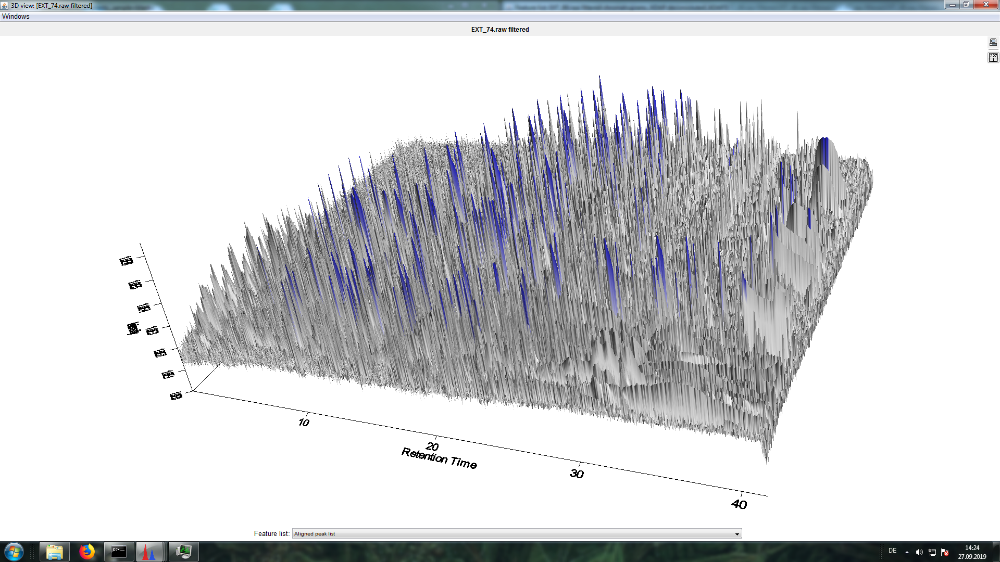 3D view: [EXT_74.raw filtered]
Windows
EXT_74.raw filtered
227
10
20
Retention Time
30
40
Feature list:
Aligned peak list
C:\
DE
14:24
27.09.2019